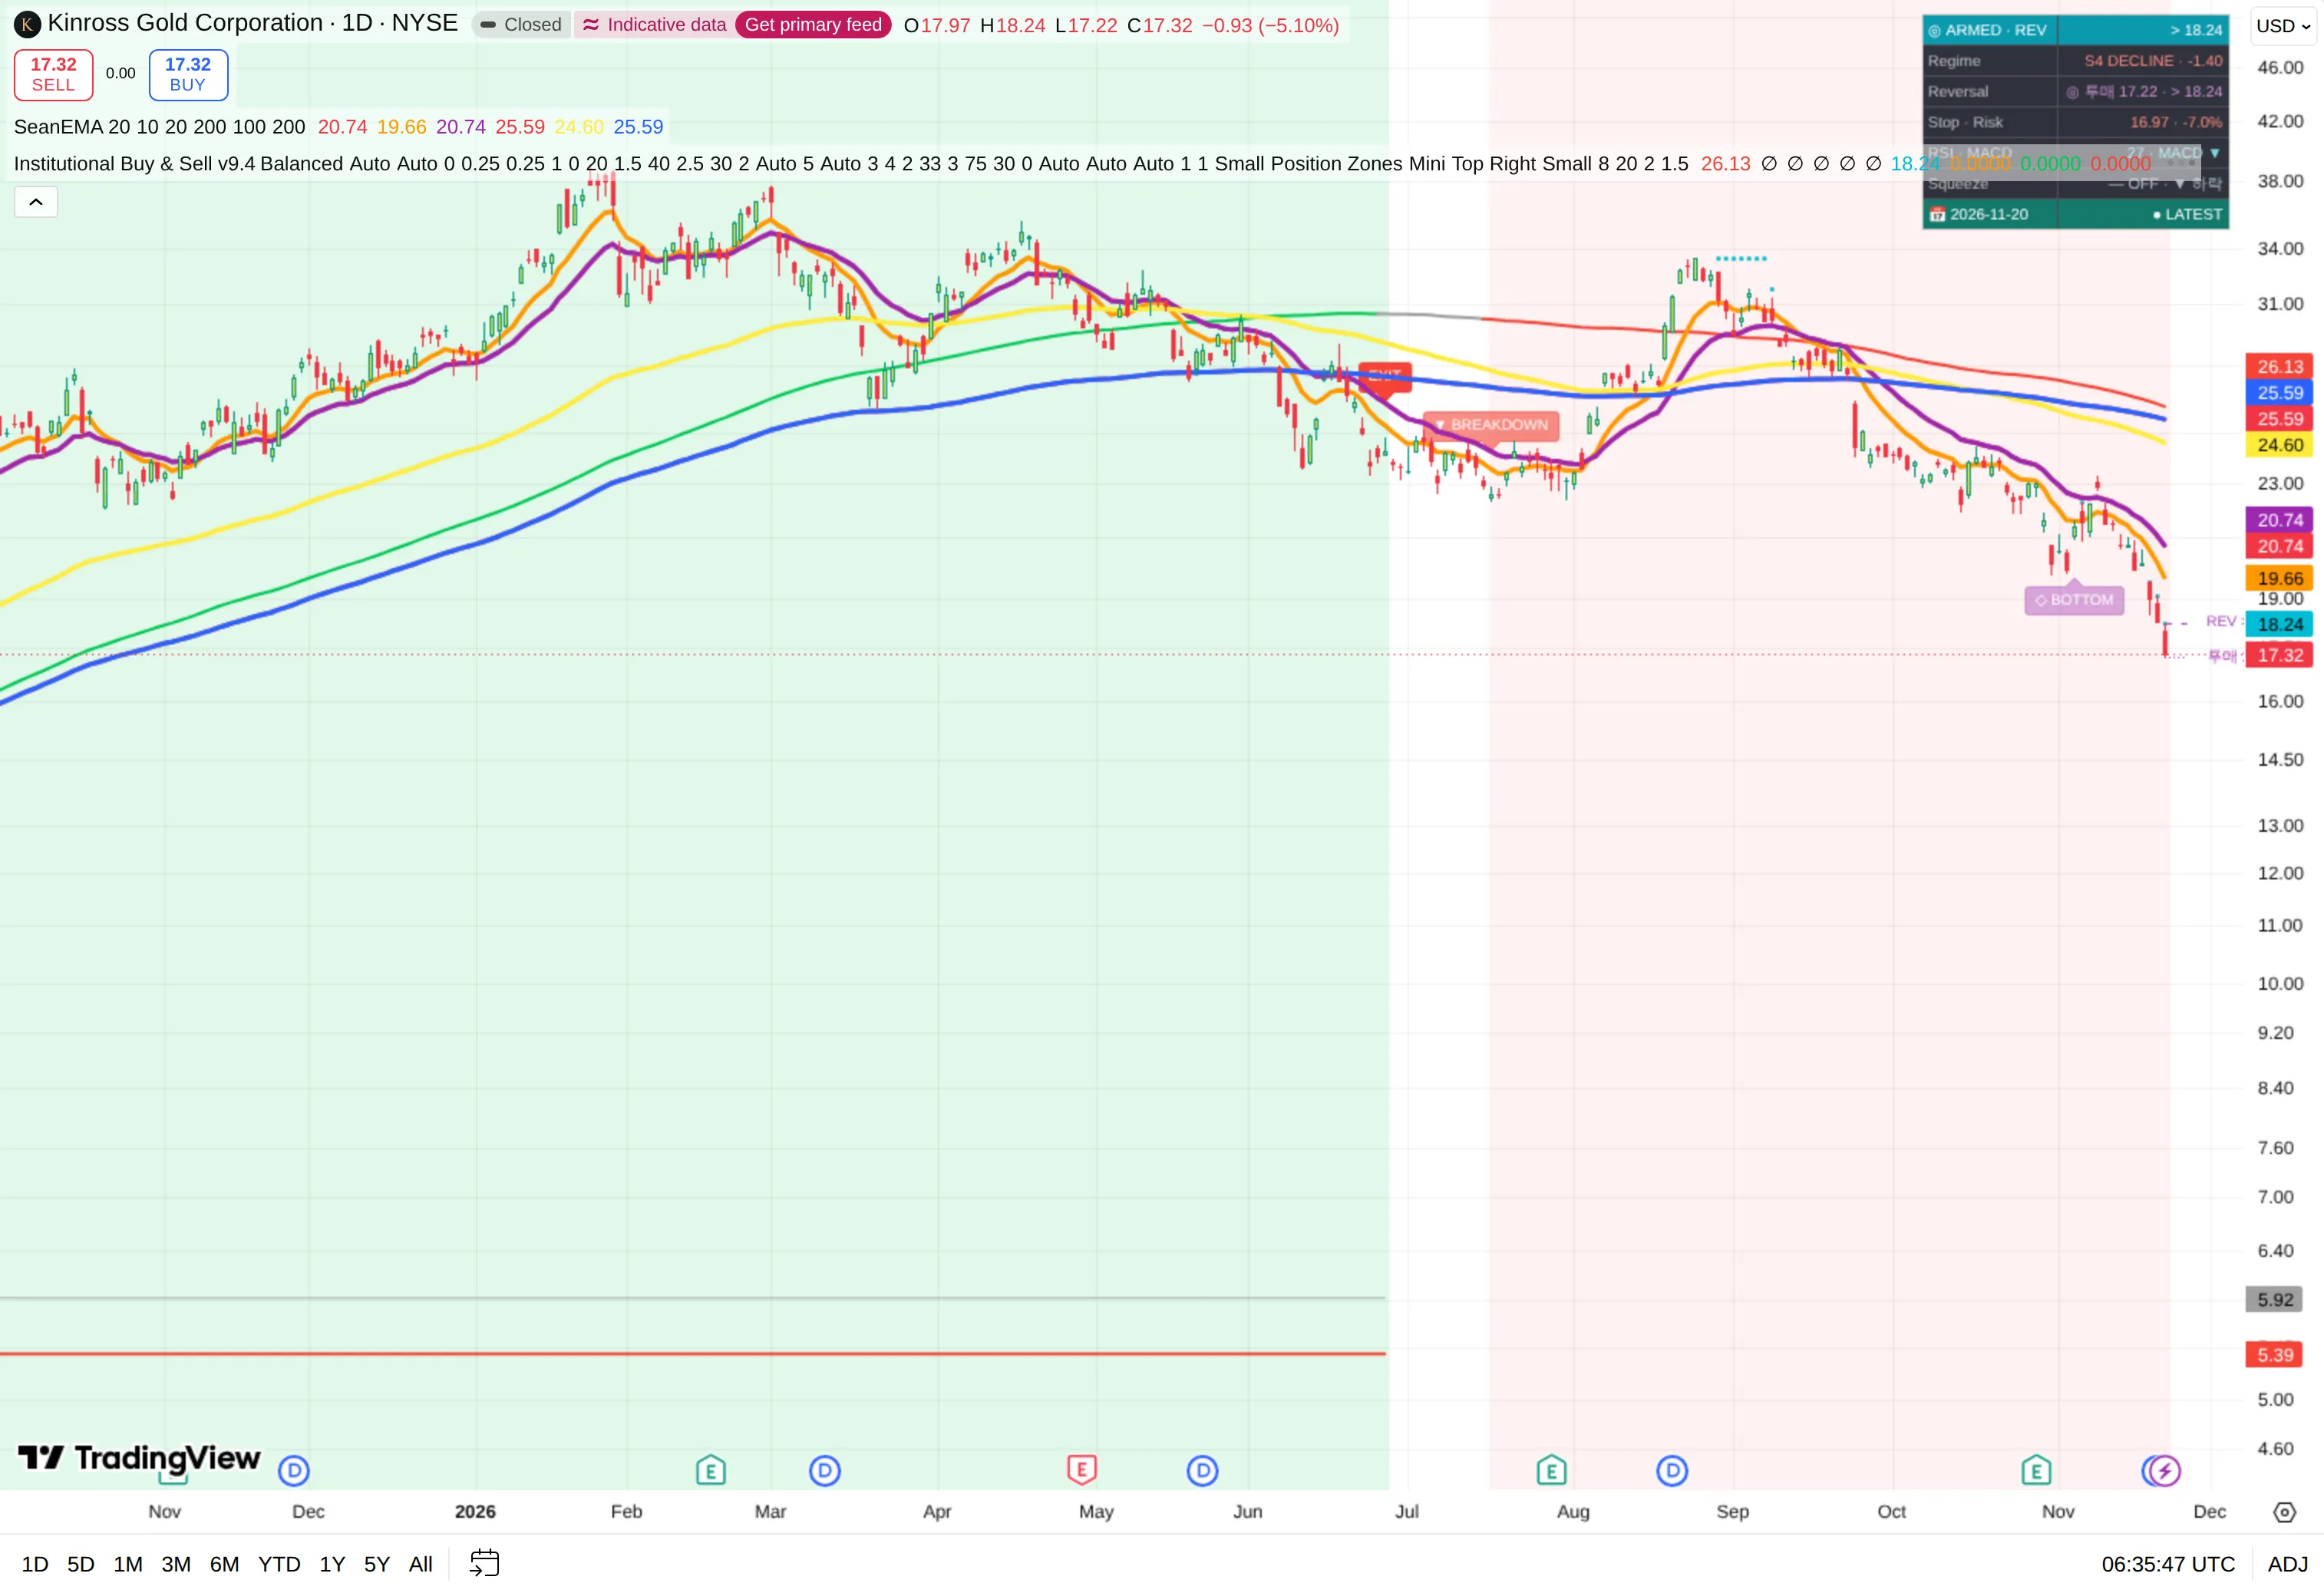 Kinross Gold Corporation · 1D · NYSE Closed Indicative data Get primary feed O17.97 H18.24 L17.22 C17.32 −0.93 (−5.10%)
17.32 SELL 0.00 17.32 BUY
SeanEMA 20 10 20 200 100 200 20.74 19.66 20.74 25.59 24.60 25.59
Institutional Buy & Sell v9.4 Balanced Auto Auto 0 0.25 0.25 1 0 20 1.5 40 2.5 30 2 Auto 5 Auto 3 4 2 33 3 75 30 0 Auto Auto Auto 1 1 Small Position Zones Mini Top Right Small 8 20 2 1.5 26.13 ∅ ∅ ∅ ∅ ∅ 18.24 0.0000 0.0000 0.0000
◎ ARMED · REV > 18.24
Regime S4 DECLINE · -1.40
Reversal ◎ 투매 17.22 · > 18.24
Stop · Risk 16.97 · -7.0%
RSI · MACD 27 · MACD ▼
Squeeze — OFF · ▼ 하락
2026-11-20 ● LATEST
USD
46.00
42.00
38.00
34.00
31.00
26.13
25.59
25.59
24.60
23.00
20.74
20.74
19.66
19.00
18.24
17.32
16.00
14.50
13.00
12.00
11.00
10.00
9.20
8.40
7.60
7.00
6.40
5.92
5.39
5.00
4.60
EXIT
▼ BREAKDOWN
◇ BOTTOM
REV :
투매 :
TradingView
D E D E D E D E
Nov Dec 2026 Feb Mar Apr May Jun Jul Aug Sep Oct Nov Dec
1D 5D 1M 3M 6M YTD 1Y 5Y All 06:35:47 UTC ADJ